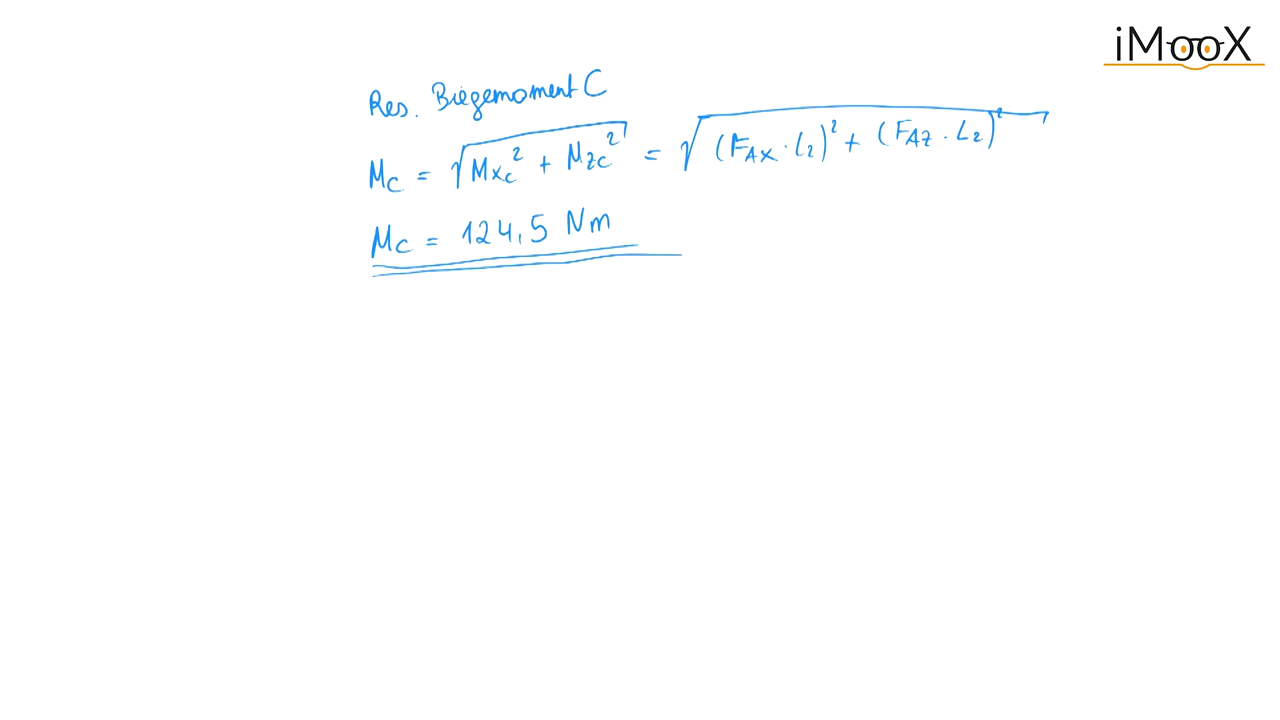 iMooX
Res. Biegemoment C
M_C = √(M_XC² + M_ZC²) = √((F_AX · L_2)² + (F_AZ · L_2)²)
M_C = 124,5 Nm